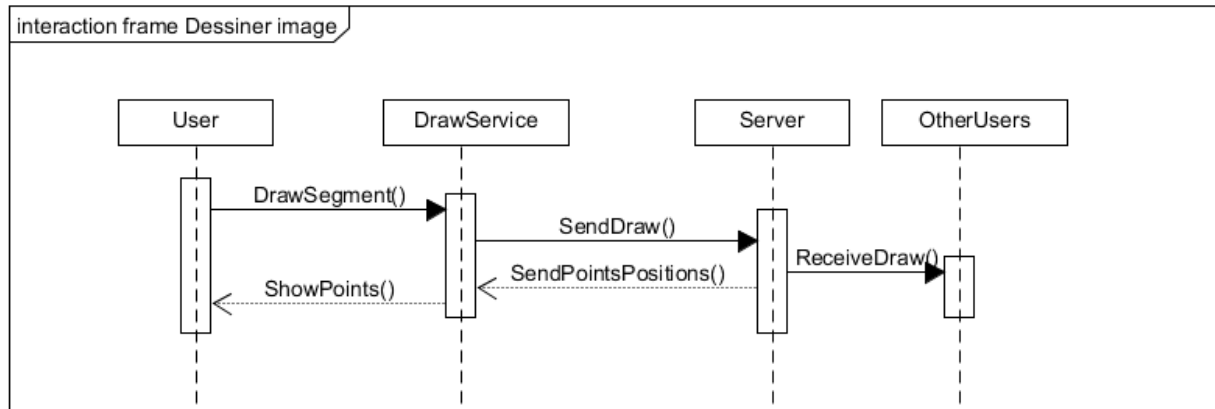 interaction frame Dessiner image
User
DrawService
Server
OtherUsers
DrawSegment()
SendDraw()
ReceiveDraw()
SendPointsPositions()
ShowPoints()